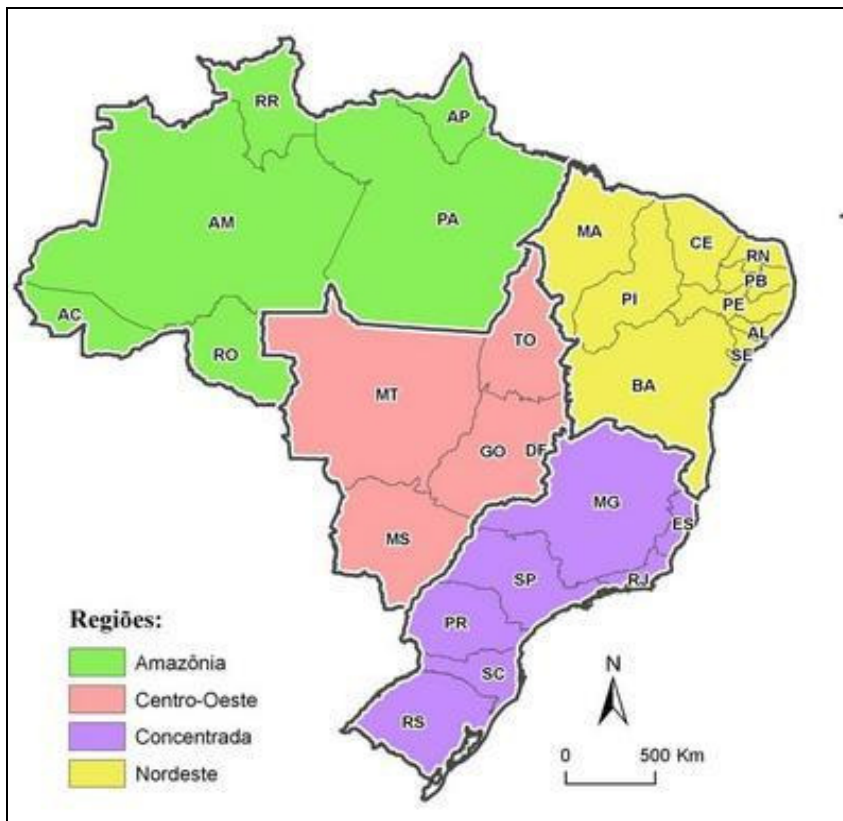 RR
AP
AM
PA
MA
CE
RN
PB
PE
PI
AL
SE
AC
RO
TO
BA
MT
GO
DF
MG
ES
MS
SP
RJ
PR
SC
RS
Regiões:
Amazônia
Centro-Oeste
Concentrada
Nordeste
N
0 500 Km